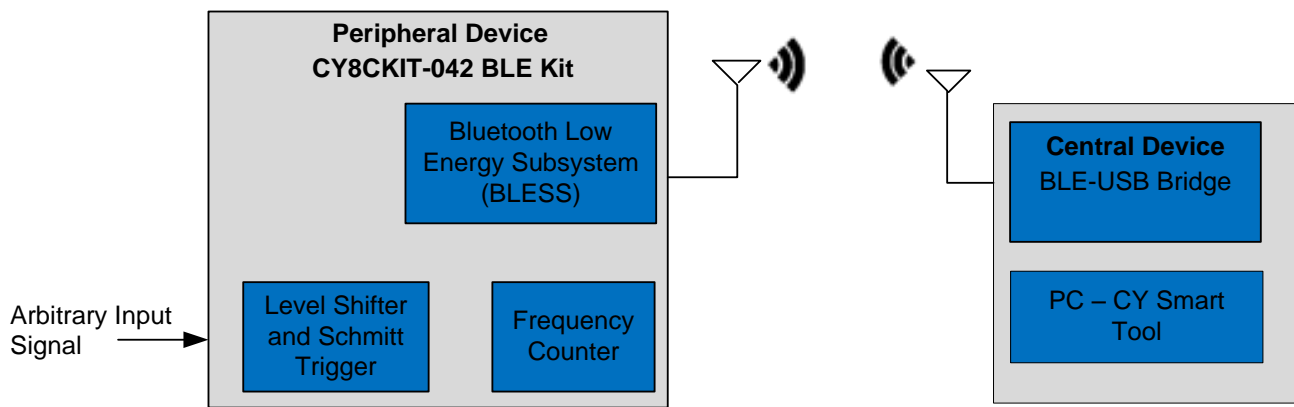 Peripheral Device
CY8CKIT-042 BLE Kit
Bluetooth Low
Energy Subsystem
(BLESS)
Central Device
BLE-USB Bridge
Arbitrary Input
Signal
Level Shifter
and Schmitt
Trigger
Frequency
Counter
PC – CY Smart
Tool